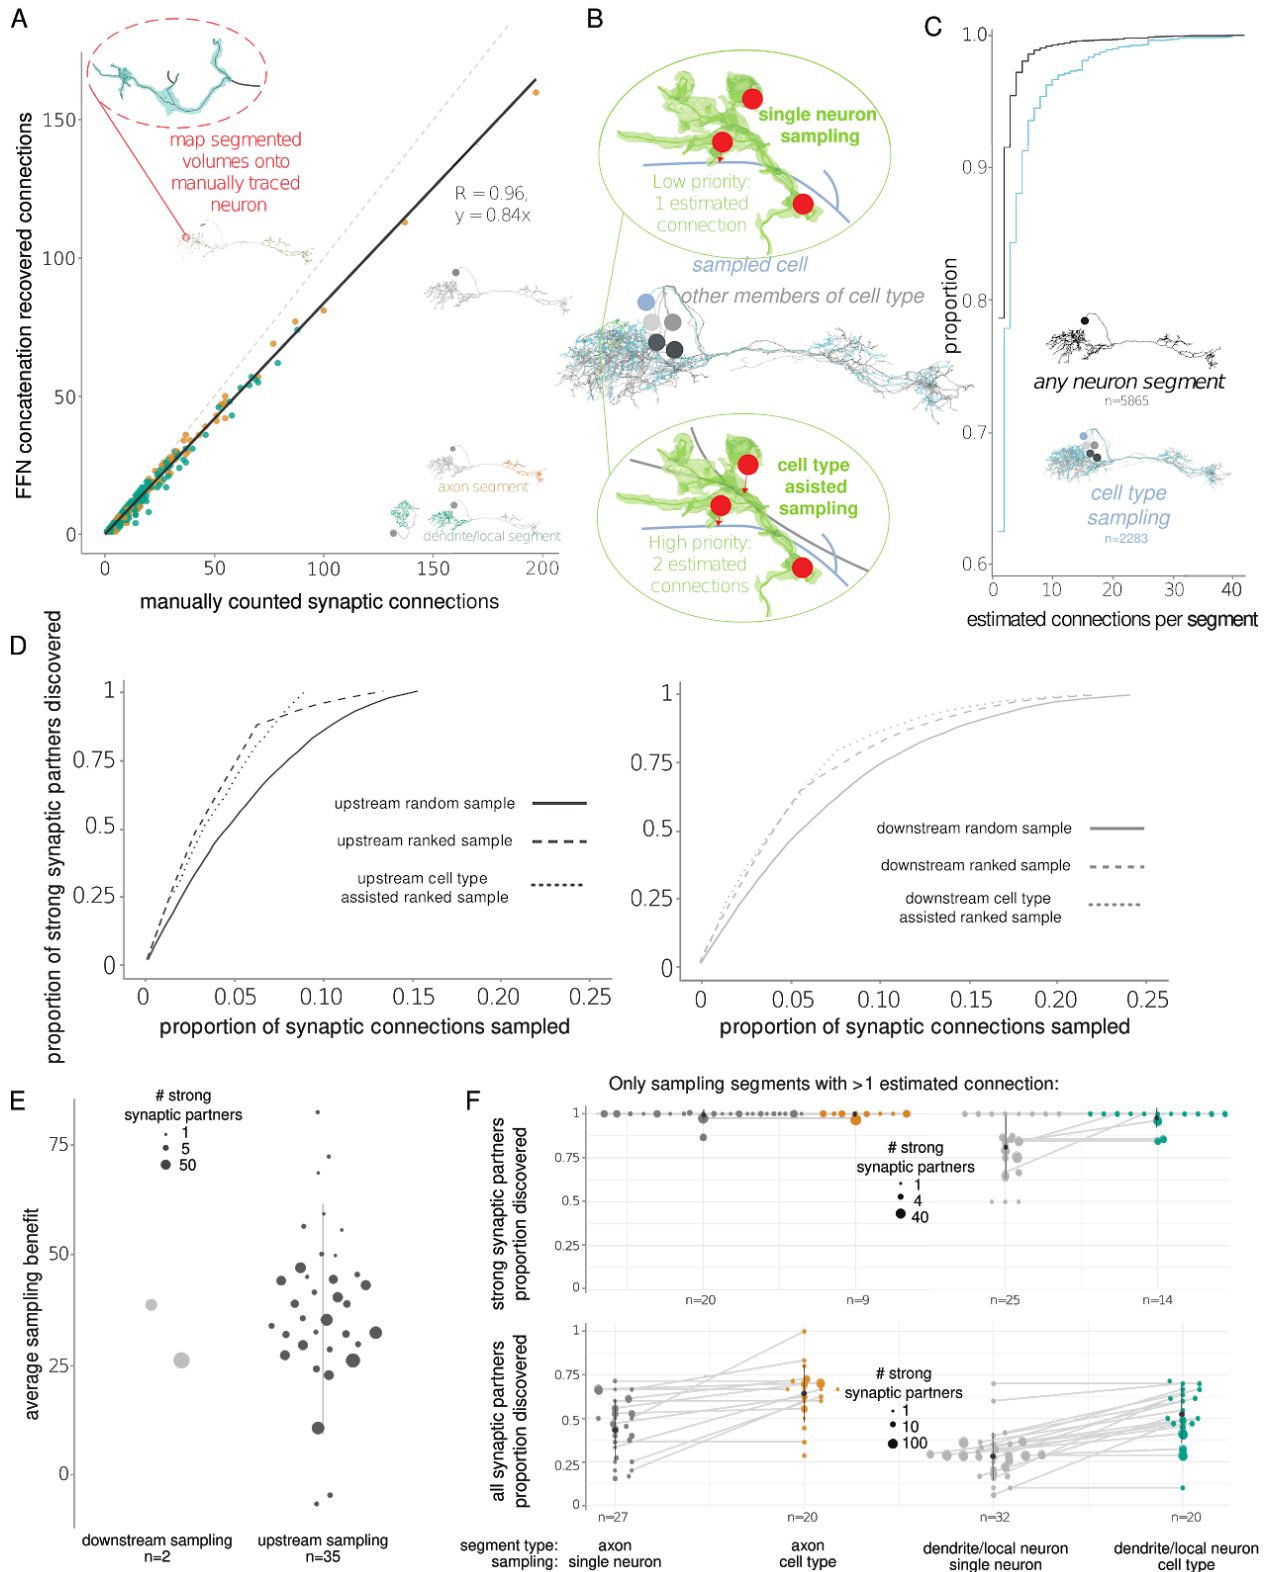 A
FFN concatenation recovered connections
150
100
50
0
0
50
100
150
200
manually counted synaptic connections
map segmented
volumes onto
manually traced
neuron
R = 0.96,
y = 0.84x
axon segment
dendrite/local segment
B
single neuron
sampling
Low priority:
1 estimated
connection
sampled cell
other members of cell type
cell type
asisted
sampling
High priority:
2 estimated
connections
C
proportion
1.0
0.9
0.8
0.7
0.6
0
10
20
30
40
estimated connections per segment
any neuron segment
n=5865
cell type
sampling
n=2283
D
proportion of strong synaptic partners discovered
1
0.75
0.5
0.25
0
0
0.05
0.10
0.15
0.20
0.25
proportion of synaptic connections sampled
upstream random sample
upstream ranked sample
upstream cell type
assisted ranked sample
1
0.75
0.5
0.25
0
0
0.05
0.10
0.15
0.20
0.25
proportion of synaptic connections sampled
downstream random sample
downstream ranked sample
downstream cell type
assisted ranked sample
E
average sampling benefit
# strong
synaptic partners
1
5
50
75
50
25
0
downstream sampling
n=2
upstream sampling
n=35
F
Only sampling segments with >1 estimated connection:
strong synaptic partners
proportion discovered
1
0.75
0.5
0.25
0
# strong
synaptic partners
1
4
40
n=20
n=9
n=25
n=14
all synaptic partners
proportion discovered
1
0.75
0.5
0.25
0
# strong
synaptic partners
1
10
100
n=27
n=20
n=32
n=20
segment type:
sampling:
axon
single neuron
axon
cell type
dendrite/local neuron
single neuron
dendrite/local neuron
cell type